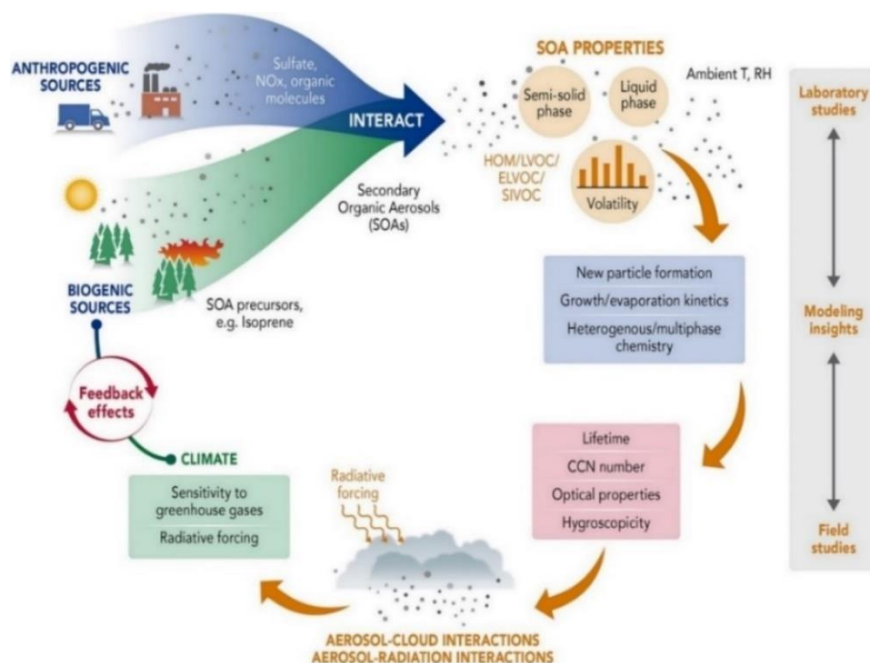 ANTHROPOGENIC
SOURCES
Sulfate,
NOx, organic
molecules
INTERACT
SOA PROPERTIES
Semi-solid
phase
Liquid
phase
Ambient T, RH
HOM/LVOC/
ELVOC/
SIVOC
Volatility
Secondary
Organic Aerosols
(SOAs)
BIOGENIC
SOURCES
SOA precursors,
e.g. Isoprene
New particle formation
Growth/evaporation kinetics
Heterogenous/multiphase
chemistry
Lifetime
CCN number
Optical properties
Hygroscopicity
Radiative
forcing
AEROSOL-CLOUD INTERACTIONS
AEROSOL-RADIATION INTERACTIONS
CLIMATE
Sensitivity to
greenhouse gases
Radiative forcing
Feedback
effects
Laboratory
studies
Modeling
insights
Field
studies